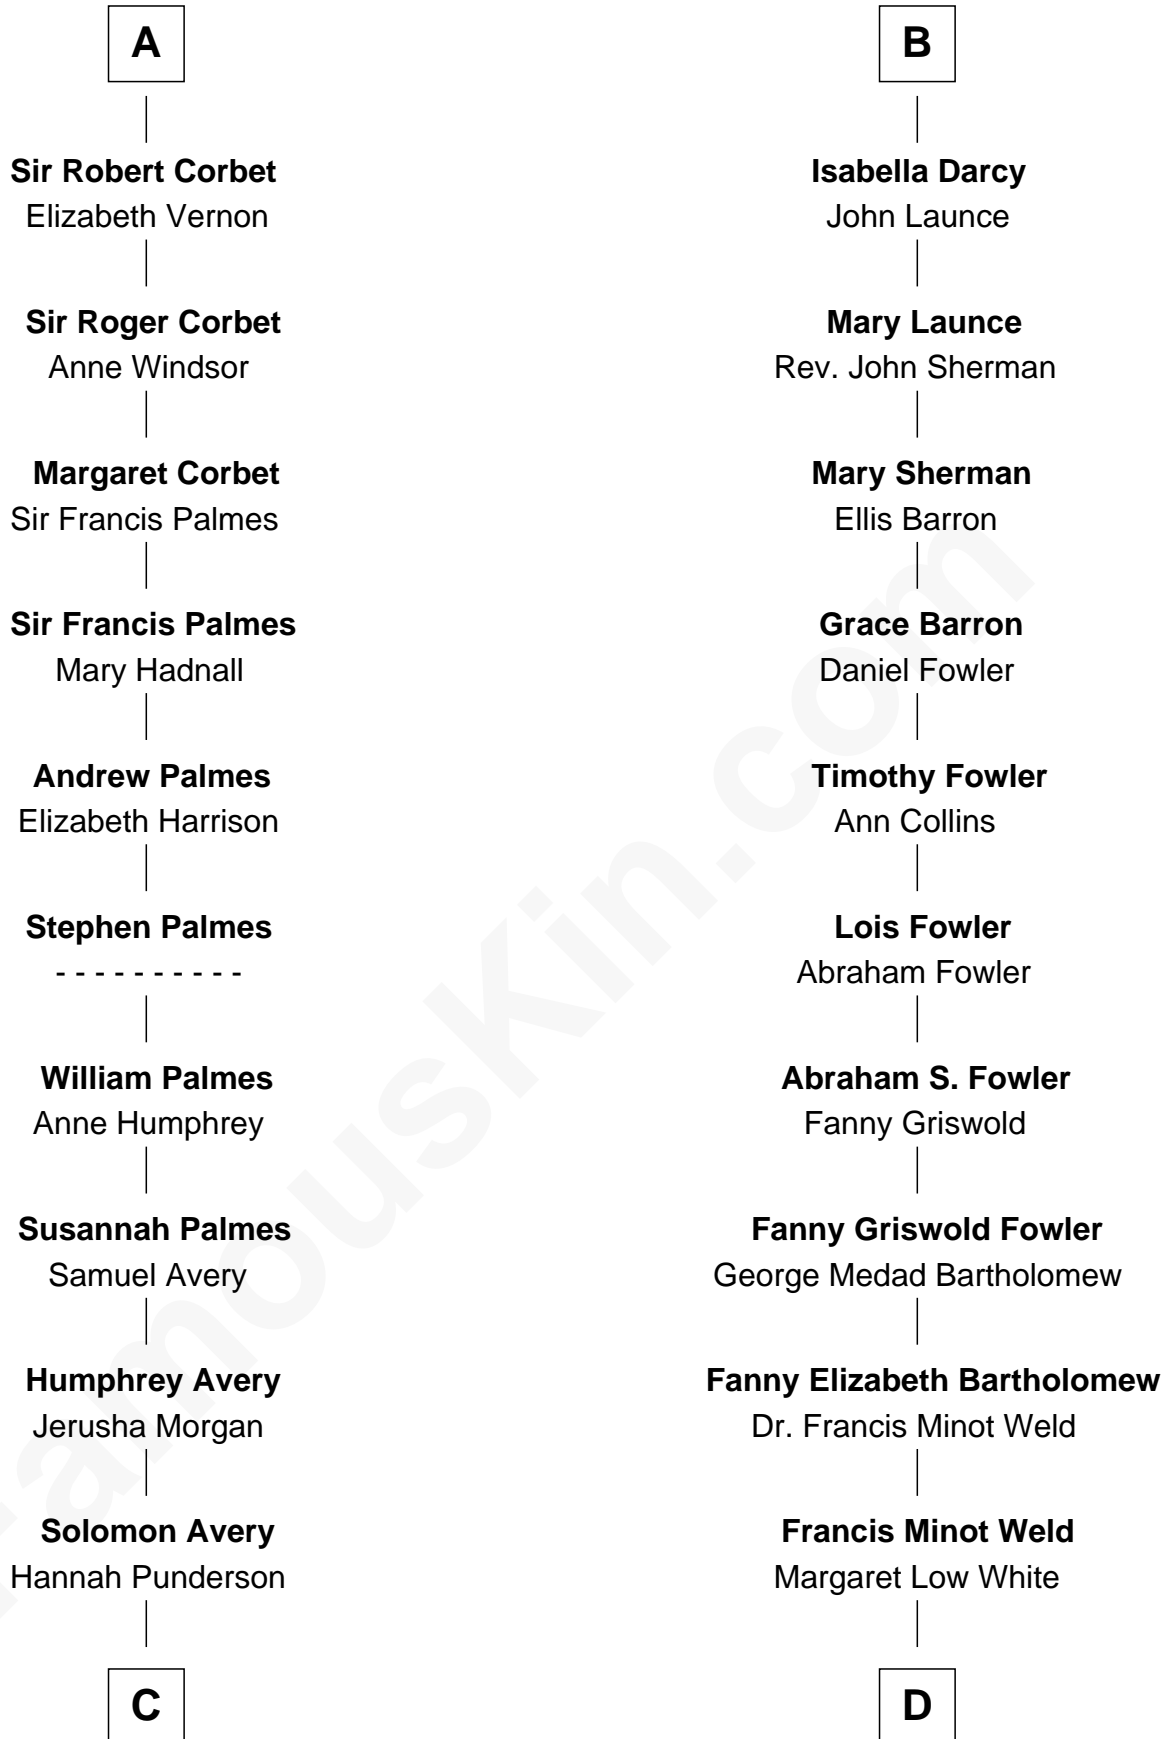 A
Sir Robert Corbet
Elizabeth Vernon
Sir Roger Corbet
Anne Windsor
Margaret Corbet
Sir Francis Palmes
Sir Francis Palmes
Mary Hadnall
Andrew Palmes
Elizabeth Harrison
Stephen Palmes
- - - - - - - - - -
William Palmes
Anne Humphrey
Susannah Palmes
Samuel Avery
Humphrey Avery
Jerusha Morgan
Solomon Avery
Hannah Punderson
C
B
Isabella Darcy
John Launce
Mary Launce
Rev. John Sherman
Mary Sherman
Ellis Barron
Grace Barron
Daniel Fowler
Timothy Fowler
Ann Collins
Lois Fowler
Abraham Fowler
Abraham S. Fowler
Fanny Griswold
Fanny Griswold Fowler
George Medad Bartholomew
Fanny Elizabeth Bartholomew
Dr. Francis Minot Weld
Francis Minot Weld
Margaret Low White
D
FamousKin.com